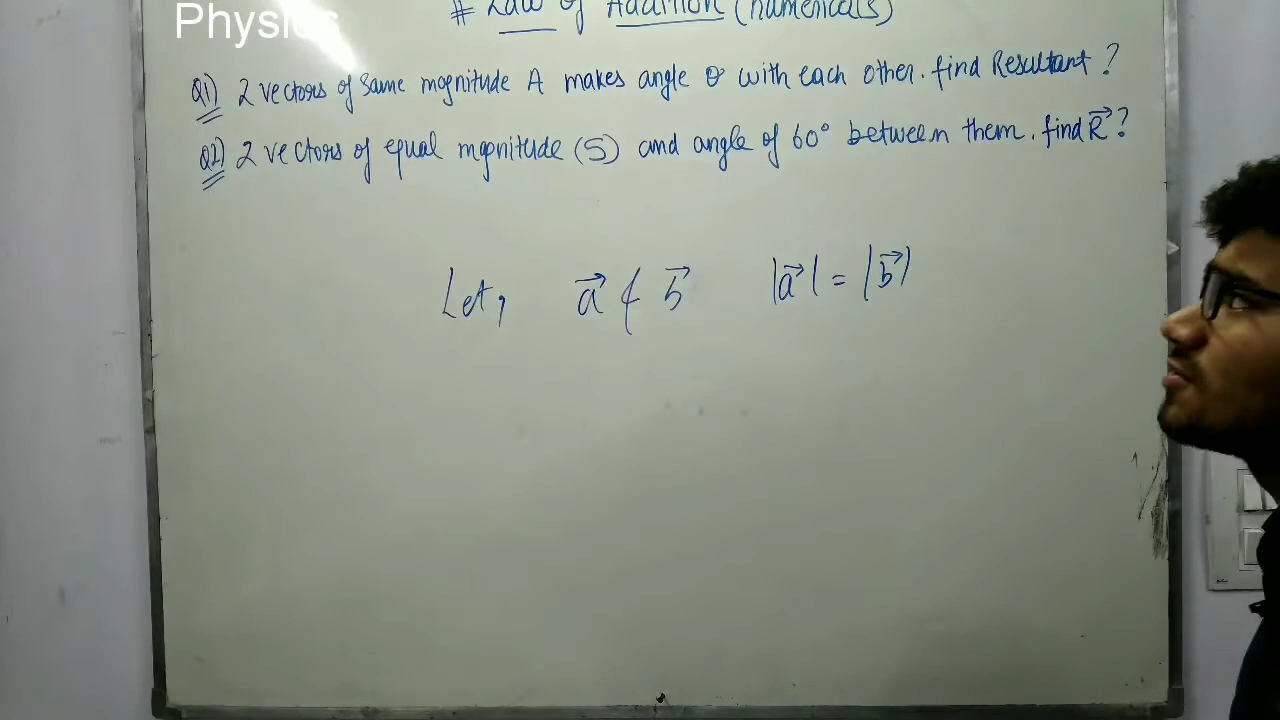 Physics
# Law of Addition (Numericals)
Q1) 2 vectors of same magnitude A makes angle θ with each other. find Resultant ?
Q2) 2 vectors of equal magnitude (5) and angle of 60° between them. find R⃗ ?
Let, a⃗ & b⃗ |a⃗| = |b⃗|